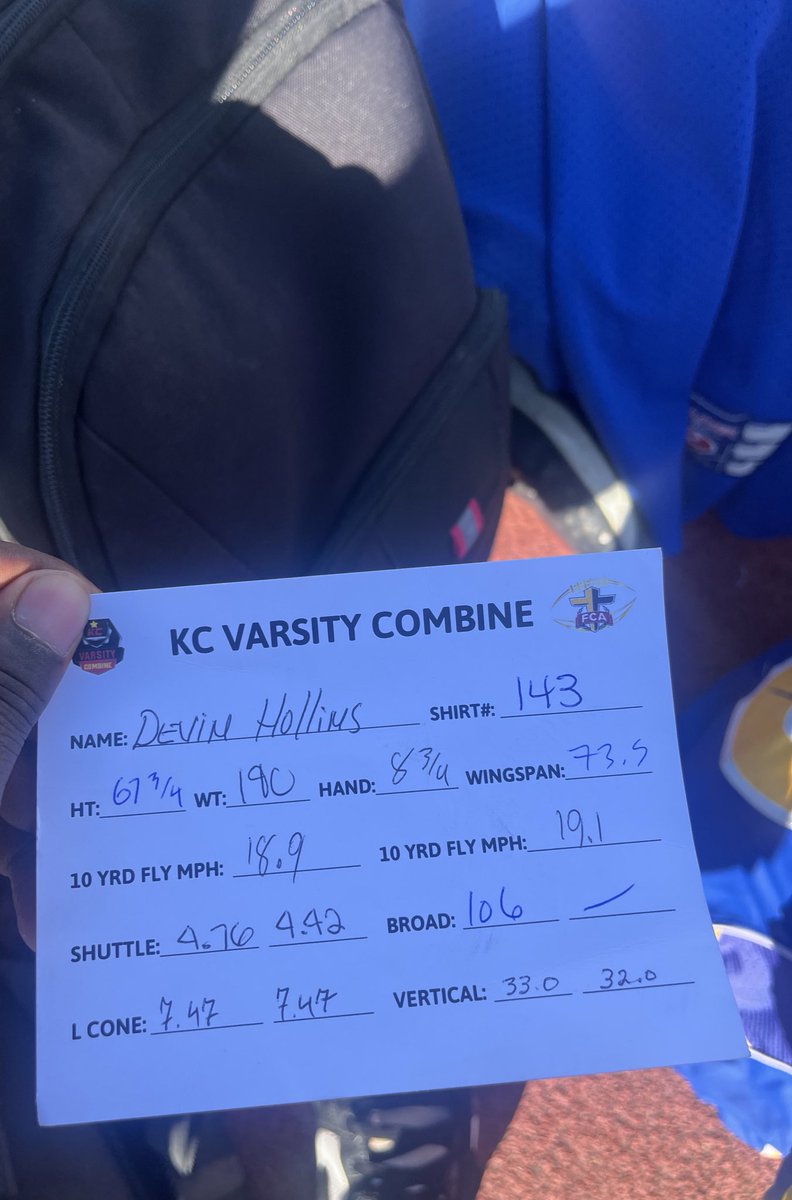 KC VARSITY COMBINE
KC
VARSITY
COMBINE
FCA
NAME: DEVIN HOLLINS SHIRT#: 143
HT: 67 3/4 WT: 190 HAND: 8 3/4 WINGSPAN: 73.5
10 YRD FLY MPH: 18.9 10 YRD FLY MPH: 19.1
SHUTTLE: 4.76 4.42 BROAD: 106 —
L CONE: 7.47 7.47 VERTICAL: 33.0 32.0